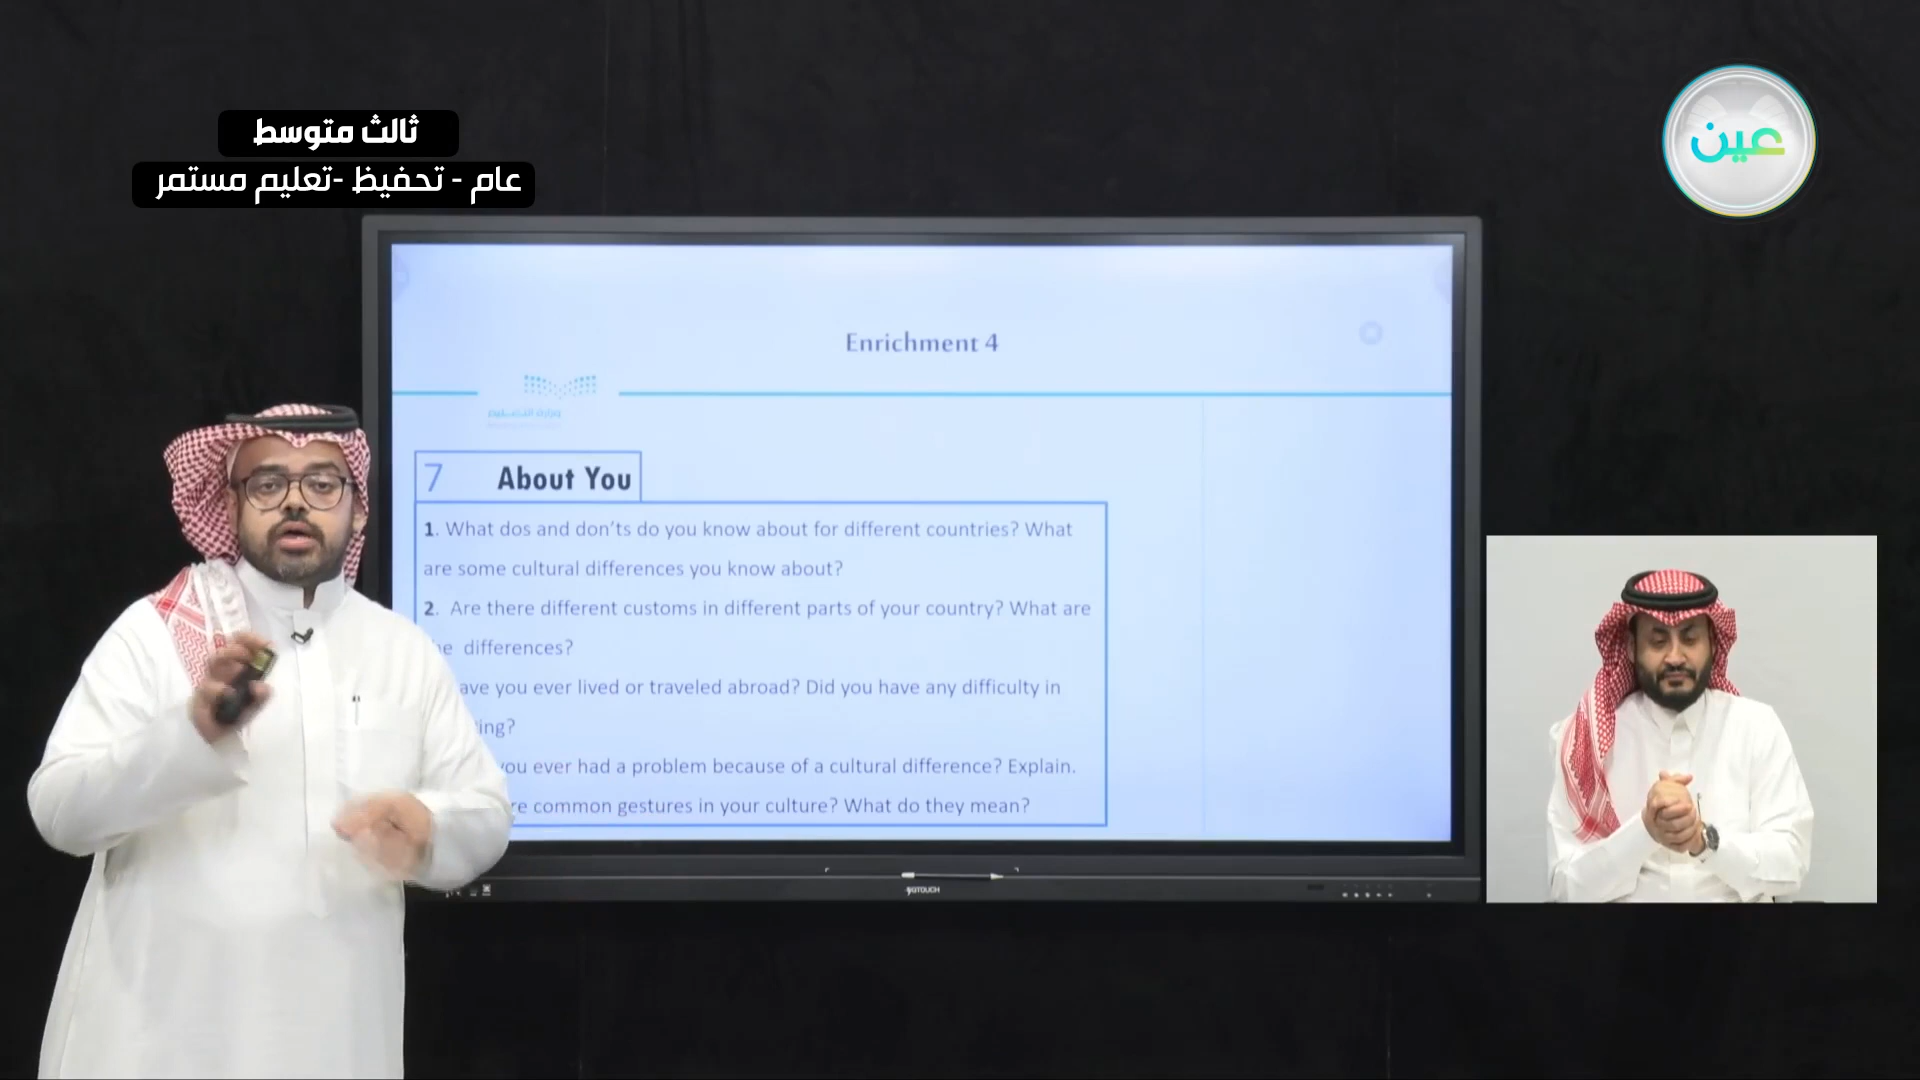 ثالث متوسط
عام - تحفيظ -تعليم مستمر
عين
Enrichment 4
وزارة التعليم
7 About You
1. What dos and don'ts do you know about for different countries? What
are some cultural differences you know about?
2. Are there different customs in different parts of your country? What are
he differences?
ave you ever lived or traveled abroad? Did you have any difficulty in
ing?
you ever had a problem because of a cultural difference? Explain.
re common gestures in your culture? What do they mean?